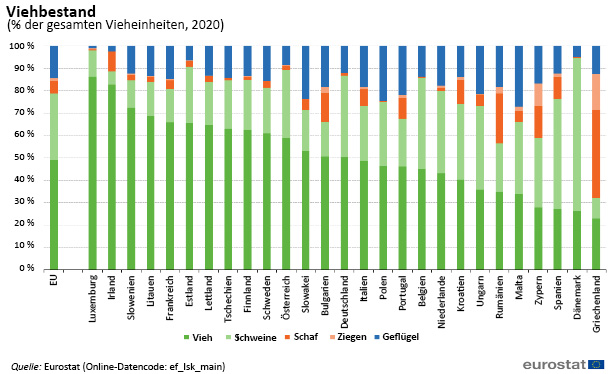 Viehbestand
(% der gesamten Vieheinheiten, 2020)
100 %
90 %
80 %
70 %
60 %
50 %
40 %
30 %
20 %
10 %
0 %
EU
Luxemburg
Irland
Slowenien
Litauen
Frankreich
Estland
Lettland
Tschechien
Finnland
Schweden
Österreich
Slowakei
Bulgarien
Deutschland
Italien
Polen
Portugal
Belgien
Niederlande
Kroatien
Ungarn
Rumänien
Malta
Zypern
Spanien
Dänemark
Griechenland
Vieh Schweine Schaf Ziegen Geflügel
Quelle: Eurostat (Online-Datencode: ef_lsk_main)
eurostat